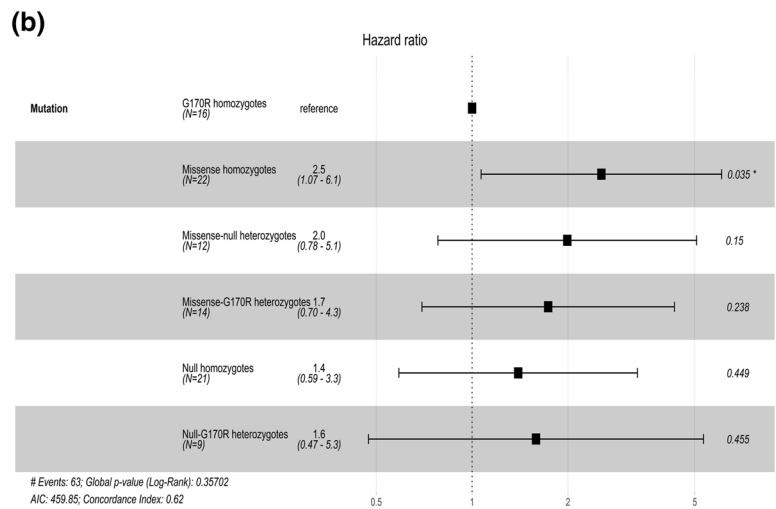 (b)
Hazard ratio
Mutation G170R homozygotes reference
(N=16)
Missense homozygotes 2.5
(N=22) (1.07 - 6.1) 0.035 *
Missense-null heterozygotes 2.0
(N=12) (0.78 - 5.1) 0.15
Missense-G170R heterozygotes 1.7
(N=14) (0.70 - 4.3) 0.238
Null homozygotes 1.4
(N=21) (0.59 - 3.3) 0.449
Null-G170R heterozygotes 1.6
(N=9) (0.47 - 5.3) 0.455
# Events: 63; Global p-value (Log-Rank): 0.35702
AIC: 459.85; Concordance Index: 0.62
0.5 1 2 5